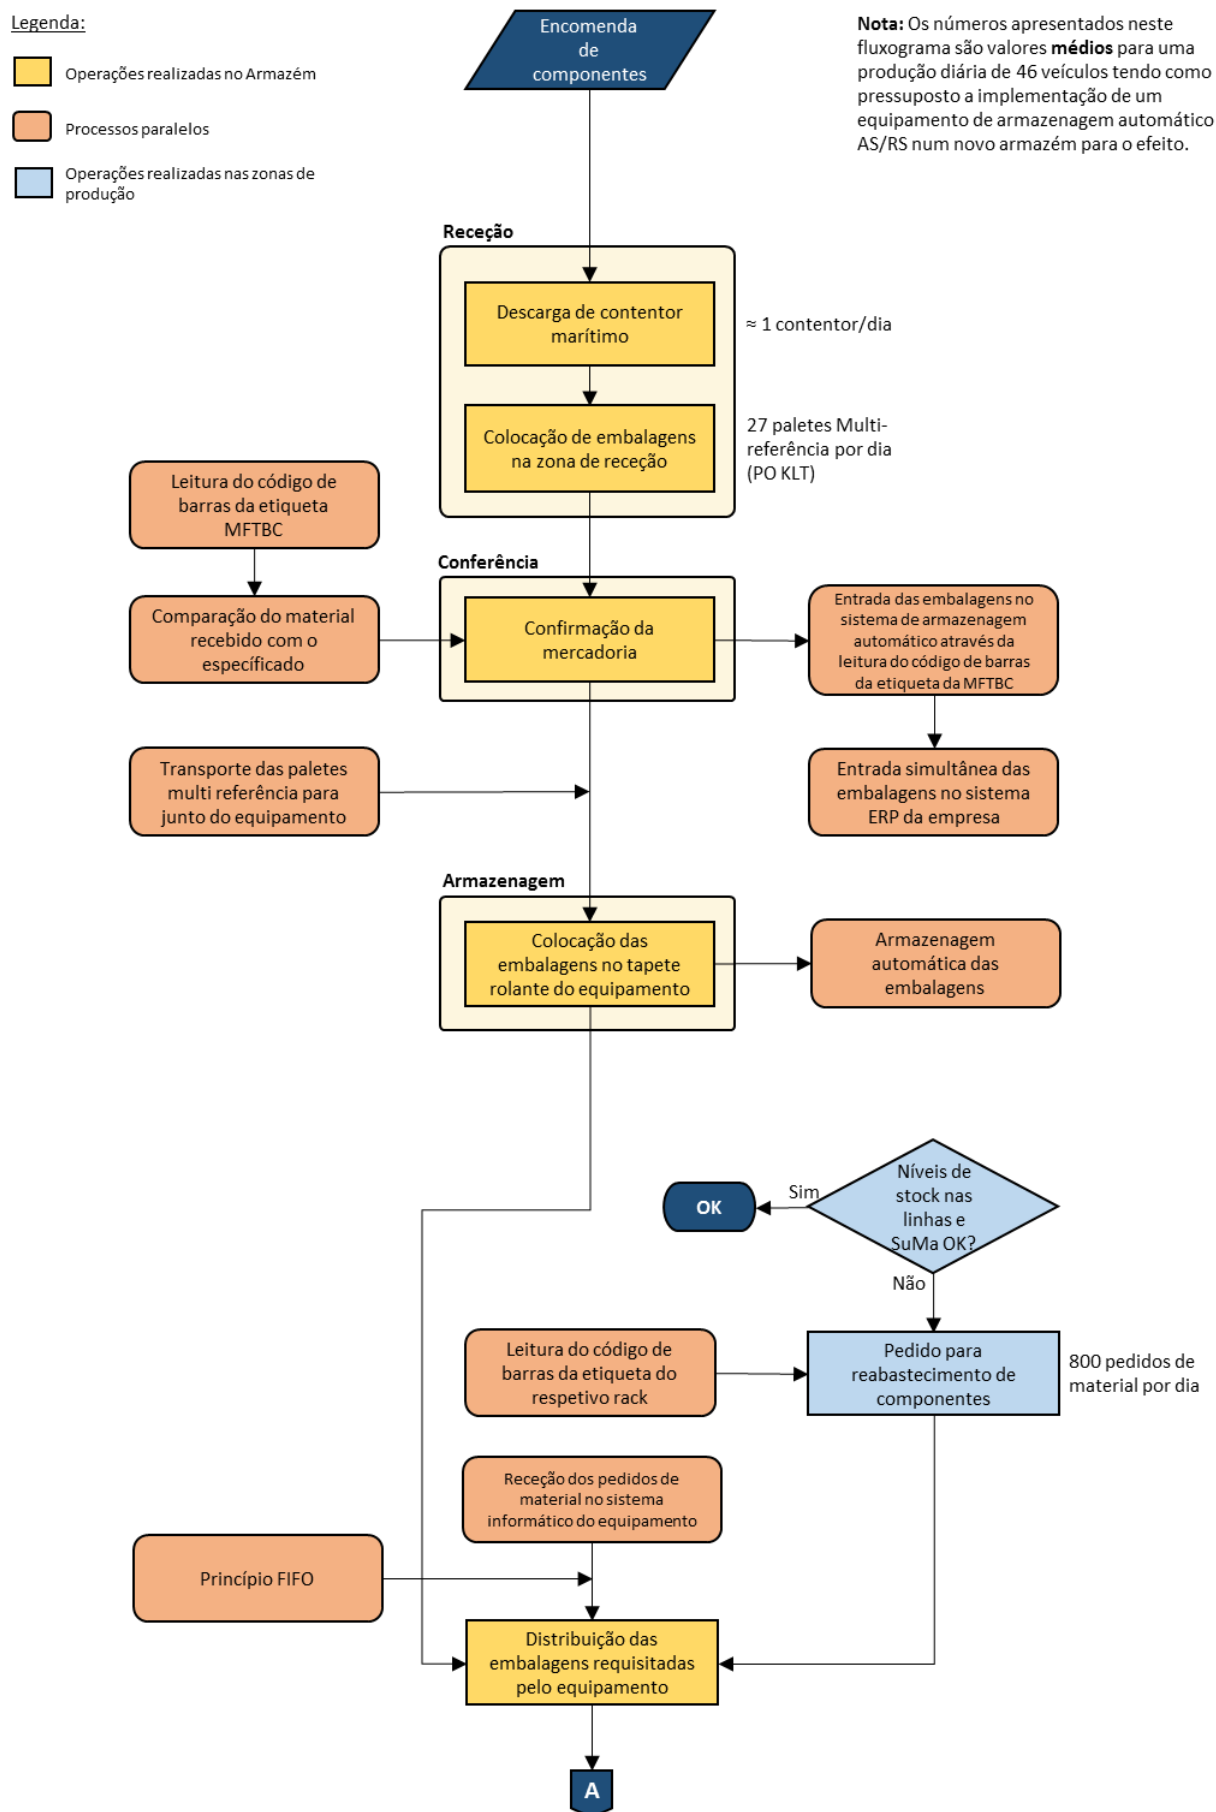 Legenda:
Operações realizadas no Armazém
Processos paralelos
Operações realizadas nas zonas de
produção
Encomenda
de
componentes
Nota: Os números apresentados neste
fluxograma são valores médios para uma
produção diária de 46 veículos tendo como
pressuposto a implementação de um
equipamento de armazenagem automático
AS/RS num novo armazém para o efeito.
Receção
Descarga de contentor
marítimo
≈ 1 contentor/dia
Colocação de embalagens
na zona de receção
27 paletes Multi-
referência por dia
(PO KLT)
Leitura do código de
barras da etiqueta
MFTBC
Conferência
Comparação do material
recebido com o
específicado
Confirmação da
mercadoria
Entrada das embalagens no
sistema de armazenagem
automático através da
leitura do código de barras
da etiqueta da MFTBC
Transporte das paletes
multi referência para
junto do equipamento
Entrada simultânea das
embalagens no sistema
ERP da empresa
Armazenagem
Colocação das
embalagens no tapete
rolante do equipamento
Armazenagem
automática das
embalagens
Níveis de
stock nas
linhas e
SuMa OK?
Sim
OK
Não
Leitura do código de
barras da etiqueta do
respetivo rack
Pedido para
reabastecimento de
componentes
800 pedidos de
material por dia
Receção dos pedidos de
material no sistema
informático do equipamento
Princípio FIFO
Distribuição das
embalagens requisitadas
pelo equipamento
A